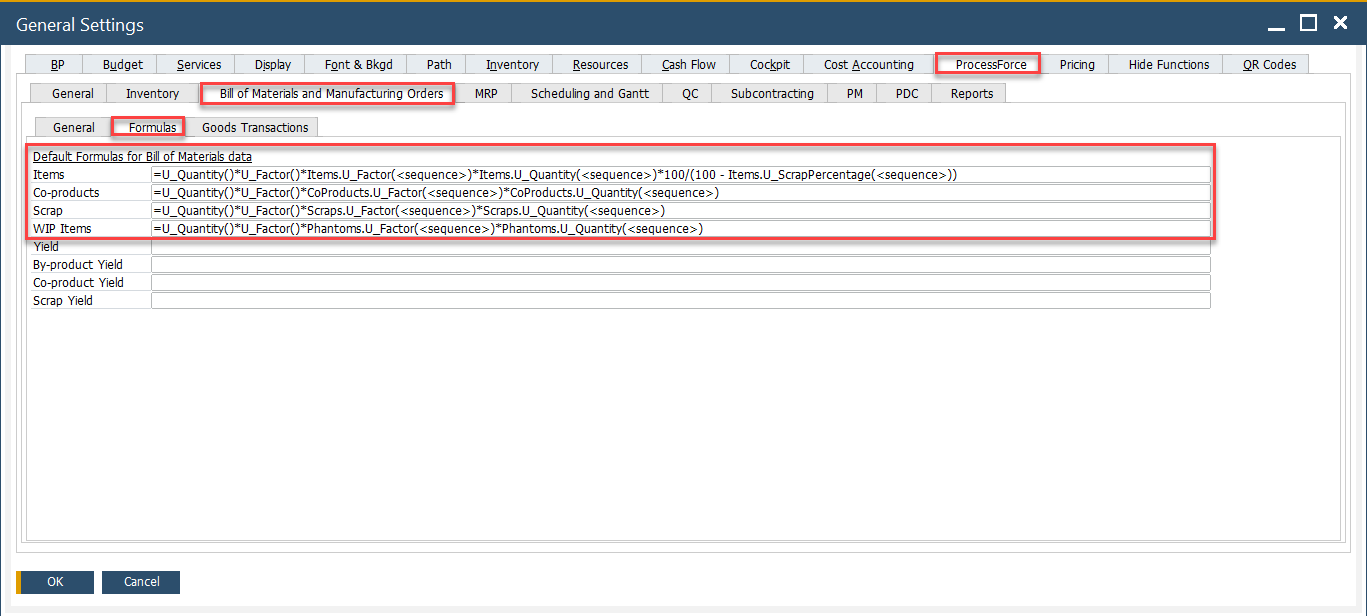 General Settings
BP Budget Services Display Font & Bkgd Path Inventory Resources Cash Flow Cockpit Cost Accounting ProcessForce Pricing Hide Functions QR Codes
General Inventory Bill of Materials and Manufacturing Orders MRP Scheduling and Gantt QC Subcontracting PM PDC Reports
General Formulas Goods Transactions
Default Formulas for Bill of Materials data
Items =U_Quantity()*U_Factor()*Items.U_Factor(<sequence>)*Items.U_Quantity(<sequence>)*100/(100 - Items.U_ScrapPercentage(<sequence>))
Co-products =U_Quantity()*U_Factor()*CoProducts.U_Factor(<sequence>)*CoProducts.U_Quantity(<sequence>)
Scrap =U_Quantity()*U_Factor()*Scraps.U_Factor(<sequence>)*Scraps.U_Quantity(<sequence>)
WIP Items =U_Quantity()*U_Factor()*Phantoms.U_Factor(<sequence>)*Phantoms.U_Quantity(<sequence>)
Yield
By-product Yield
Co-product Yield
Scrap Yield
OK Cancel